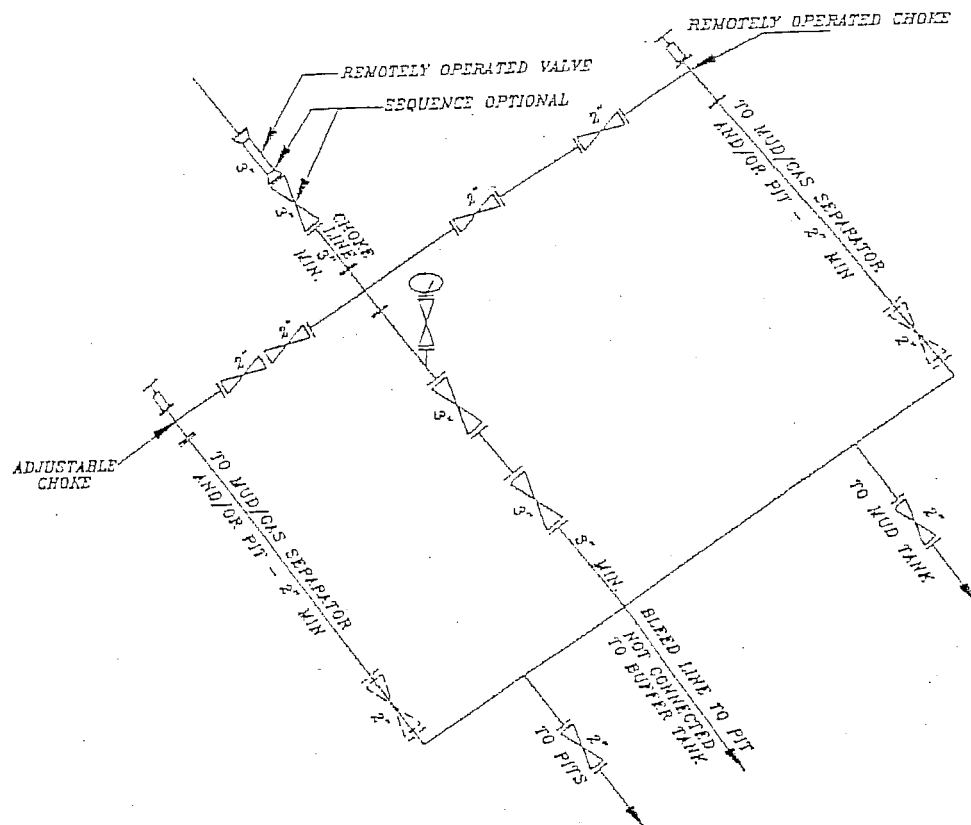 REMOTELY OPERATED CHOKE
REMOTELY OPERATED VALVE
SEQUENCE OPTIONAL
3"
3"
CHOKE
LINE
3"
MIN.
2"
2"
TO MUD/GAS SEPARATOR
AND/OR PIT - 2" MIN
2"
2"
2"
ADJUSTABLE
CHOKE
TO MUD/GAS SEPARATOR
AND/OR PIT - 2" MIN
2"
3"
3"
3" MIN.
BLEED LINE TO PIT
NOT CONNECTED
TO BUFFER TANK
2"
TO MUD TANK
2"
TO PITS